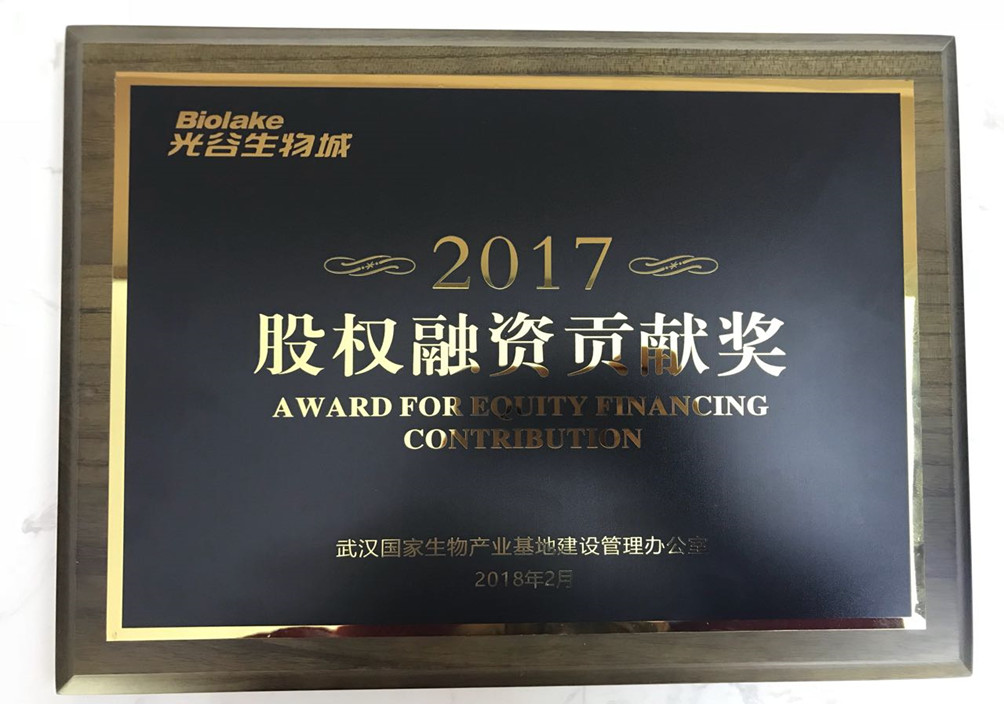 Biolake
光谷生物城
2017
股权融资贡献奖
AWARD FOR EQUITY FINANCING
CONTRIBUTION
武汉国家生物产业基地建设管理办公室
2018年2月